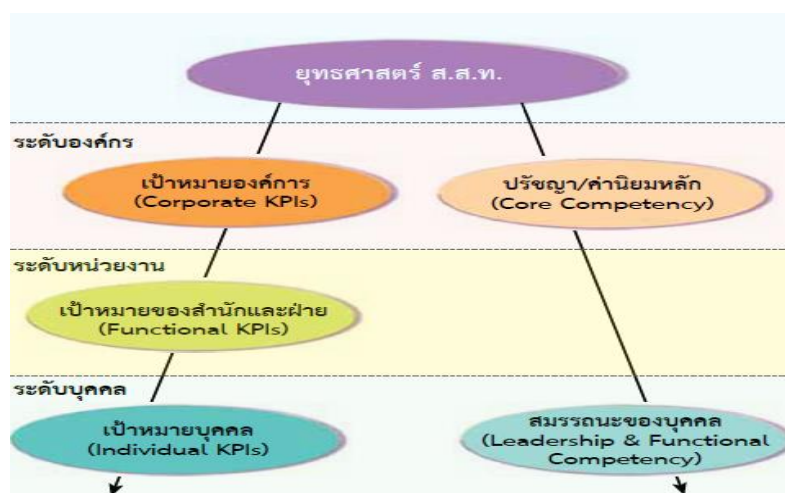 ยุทธศาสตร์ ส.ส.ท.
ระดับองค์กร
เป้าหมายองค์การ
(Corporate KPIs)
ปรัชญา/ค่านิยมหลัก
(Core Competency)
ระดับหน่วยงาน
เป้าหมายของสำนักและฝ่าย
(Functional KPIs)
ระดับบุคคล
เป้าหมายบุคคล
(Individual KPIs)
สมรรถนะของบุคคล
(Leadership & Functional
Competency)